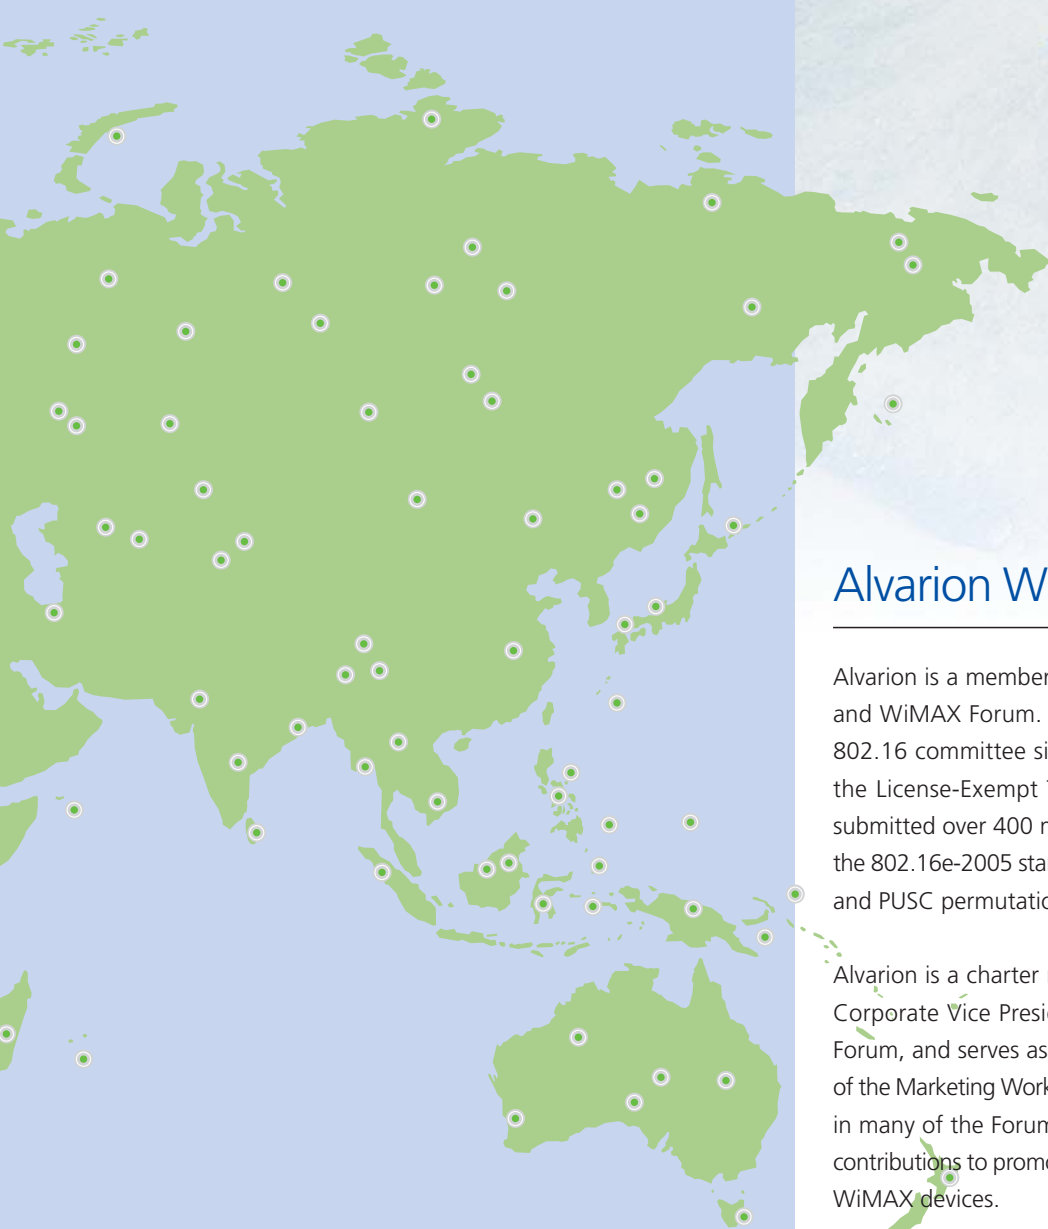 Alvarion W
Alvarion is a member
and WiMAX Forum.
802.16 committee si
the License-Exempt
submitted over 400
the 802.16e-2005 sta
and PUSC permutatio
Alvarion is a charter
Corporate Vice Presi
Forum, and serves as
of the Marketing Work
in many of the Forum
contributions to promo
WiMAX devices.